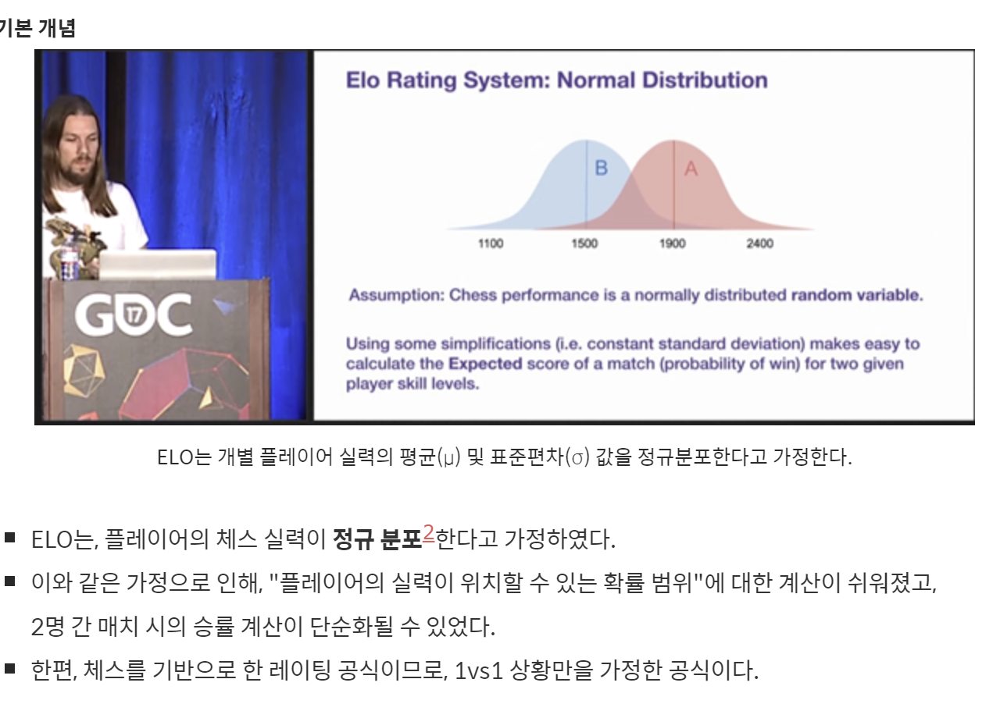 기본 개념
Elo Rating System: Normal Distribution
B
A
1100 1500 1900 2400
Assumption: Chess performance is a normally distributed random variable.
Using some simplifications (i.e. constant standard deviation) makes easy to
calculate the Expected score of a match (probability of win) for two given
player skill levels.
GDC
17
ELO는 개별 플레이어 실력의 평균(μ) 및 표준편차(σ) 값을 정규분포한다고 가정한다.
■ ELO는, 플레이어의 체스 실력이 정규 분포2한다고 가정하였다.
■ 이와 같은 가정으로 인해, "플레이어의 실력이 위치할 수 있는 확률 범위"에 대한 계산이 쉬워졌고,
2명 간 매치 시의 승률 계산이 단순화될 수 있었다.
■ 한편, 체스를 기반으로 한 레이팅 공식이므로, 1vs1 상황만을 가정한 공식이다.